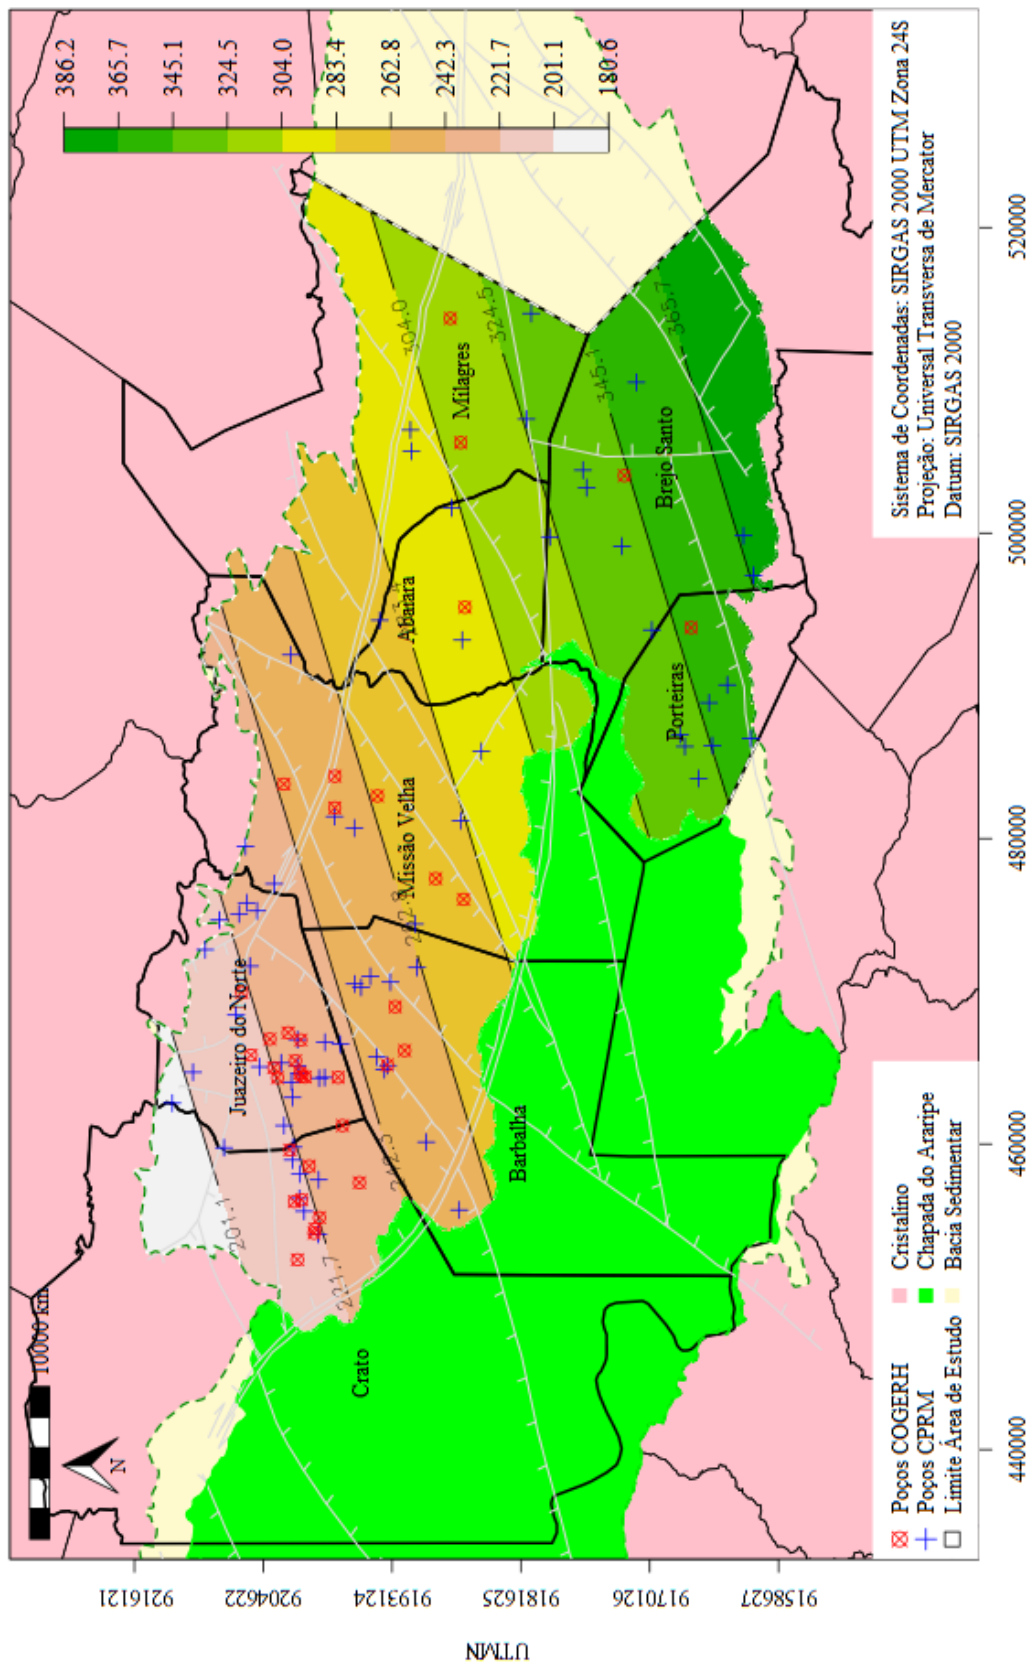 10000 km
N
386.2
365.7
345.1
324.5
304.0
283.4
262.8
242.3
221.7
201.1
180.6
Juazeiro do Norte
Crato
Barbalha
Missão Velha
Abaiara
Milagres
Brejo Santo
Porteiras
201.1
221.7
304.0
324.5
345.1
365.7
UTMN
9216121
9204622
9193124
9181625
9170126
9158627
440000
460000
480000
500000
520000
Poços COGERH
Poços CPRM
Limite Área de Estudo
Cristalino
Chapada do Araripe
Bacia Sedimentar
Sistema de Coordenadas: SIRGAS 2000 UTM Zona 24S
Projeção: Universal Transversa de Mercator
Datum: SIRGAS 2000